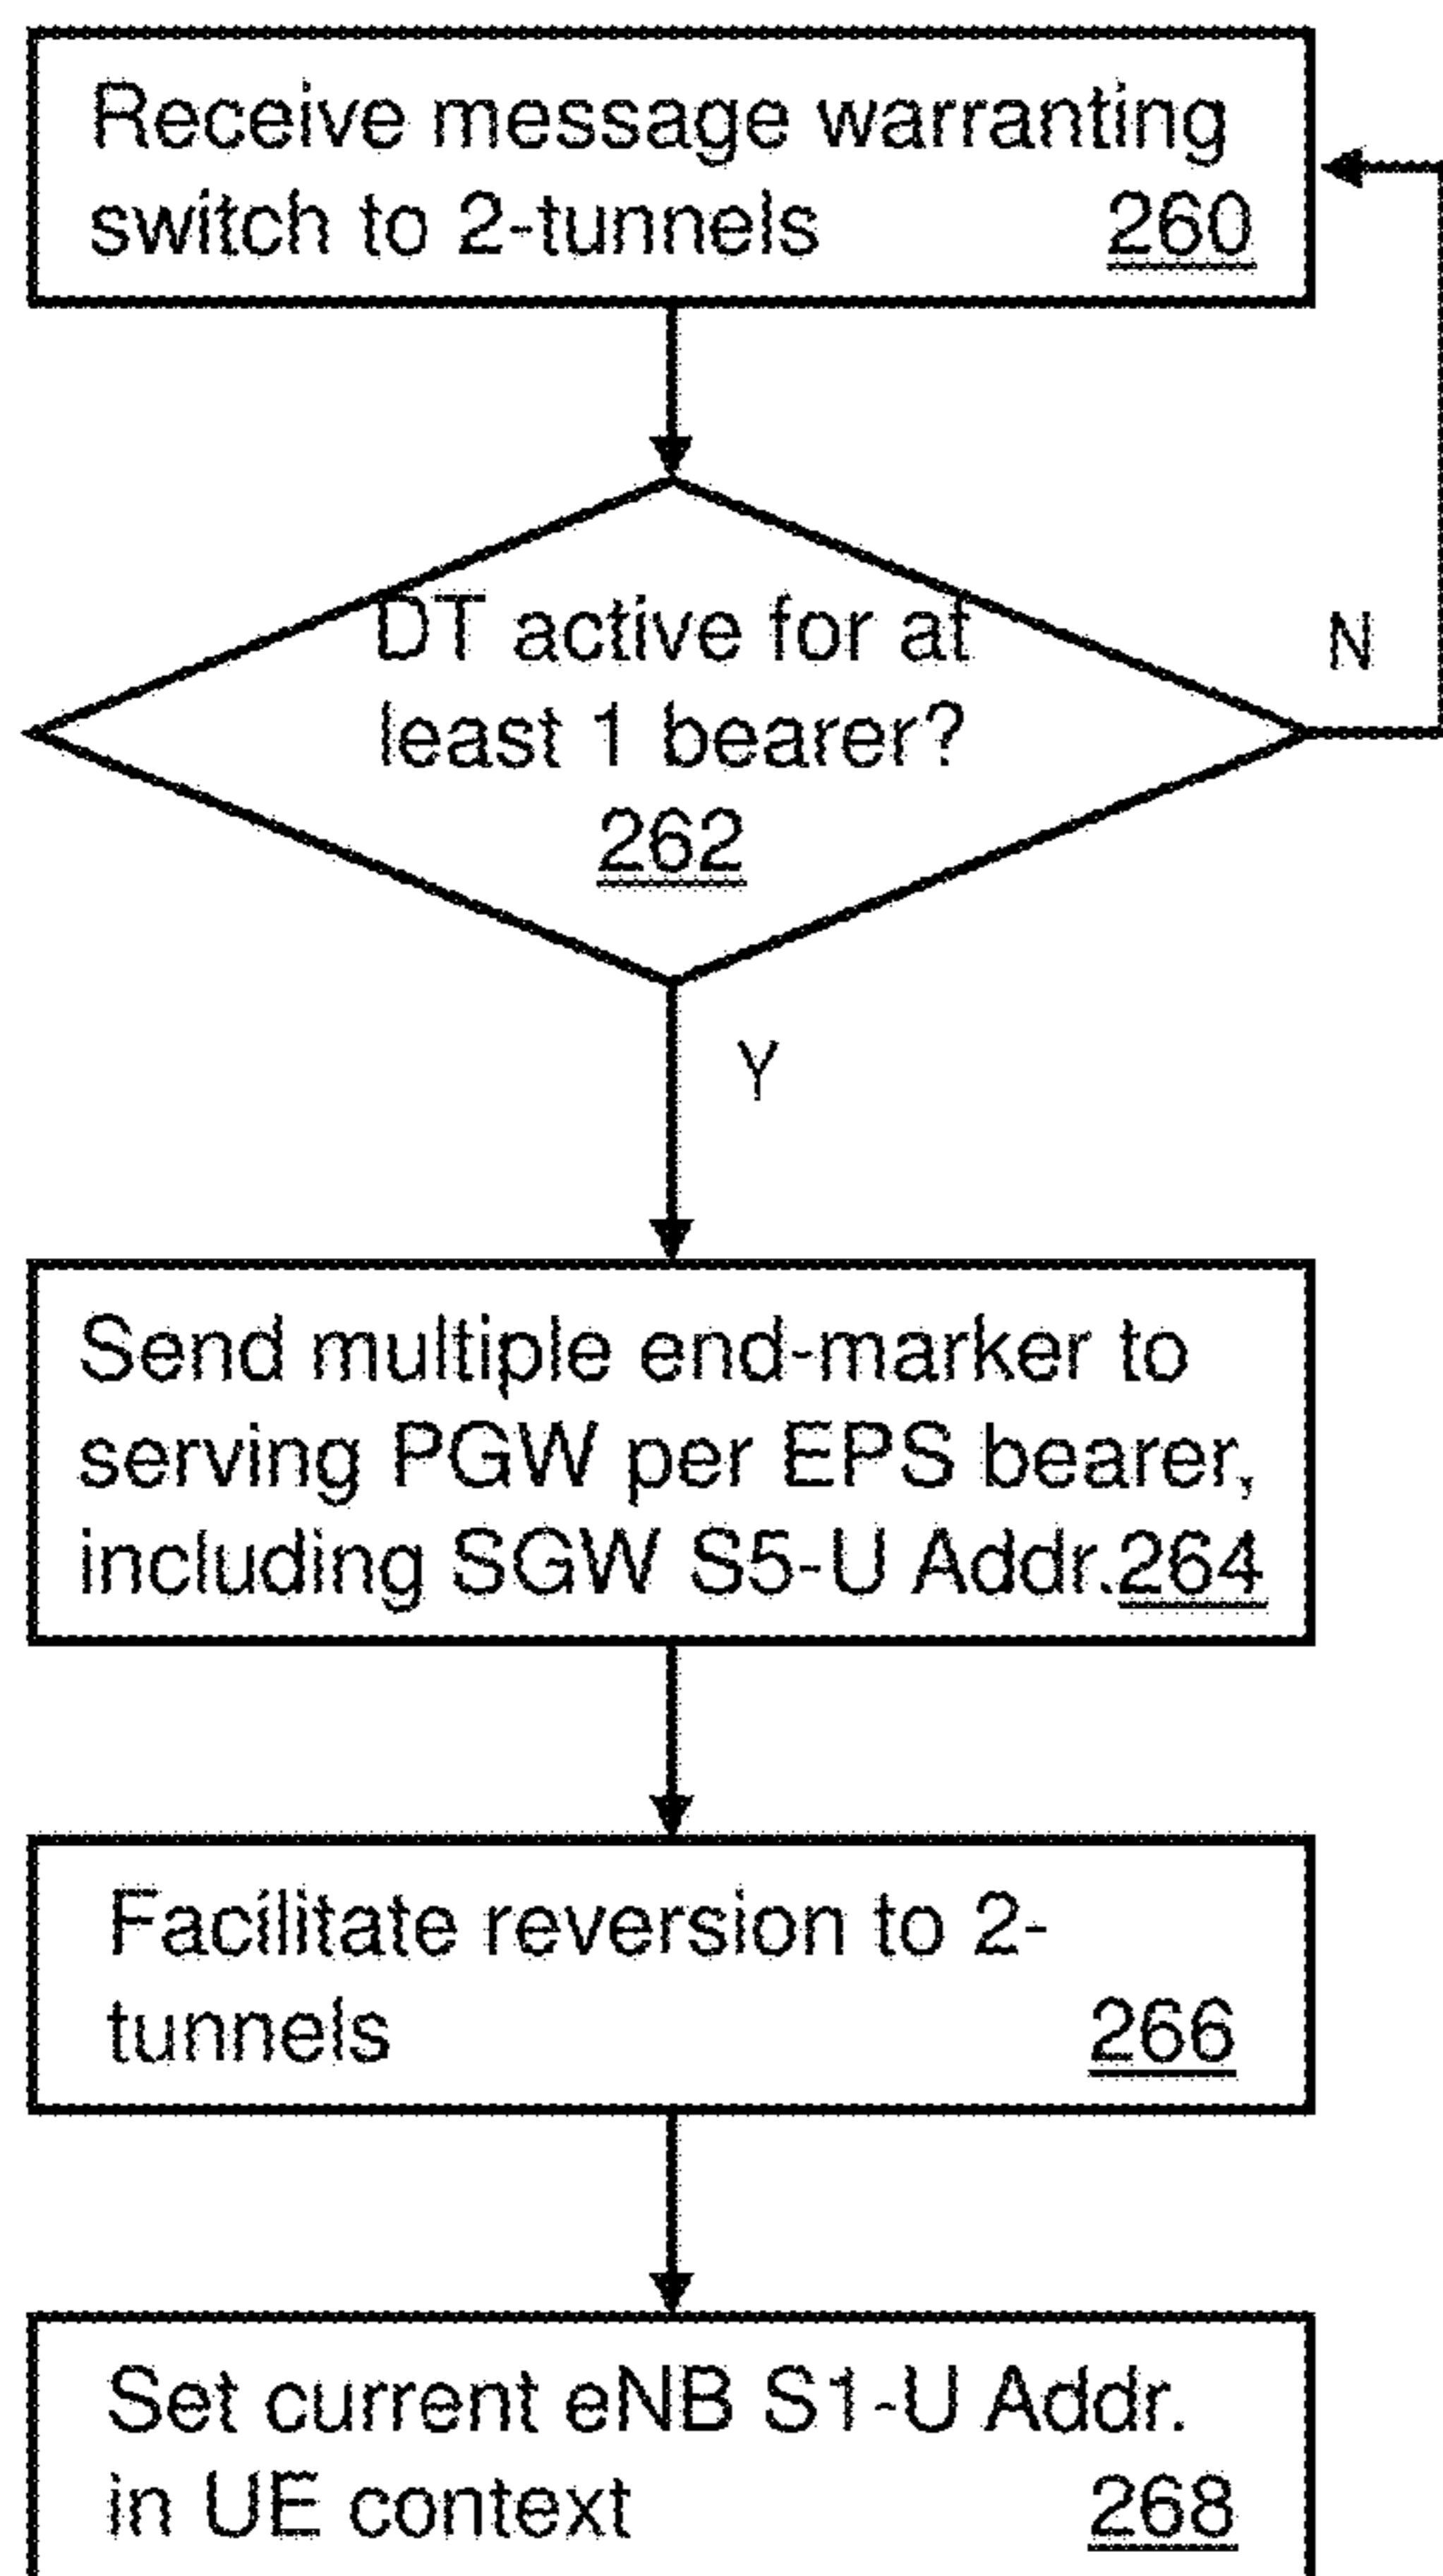 Receive message warranting
switch to 2-tunnels 260
DT active for at
least 1 bearer?
262
N
Y
Send multiple end-marker to
serving PGW per EPS bearer,
including SGW S5-U Addr.264
Facilitate reversion to 2-
tunnels 266
Set current eNB S1-U Addr.
in UE context 268